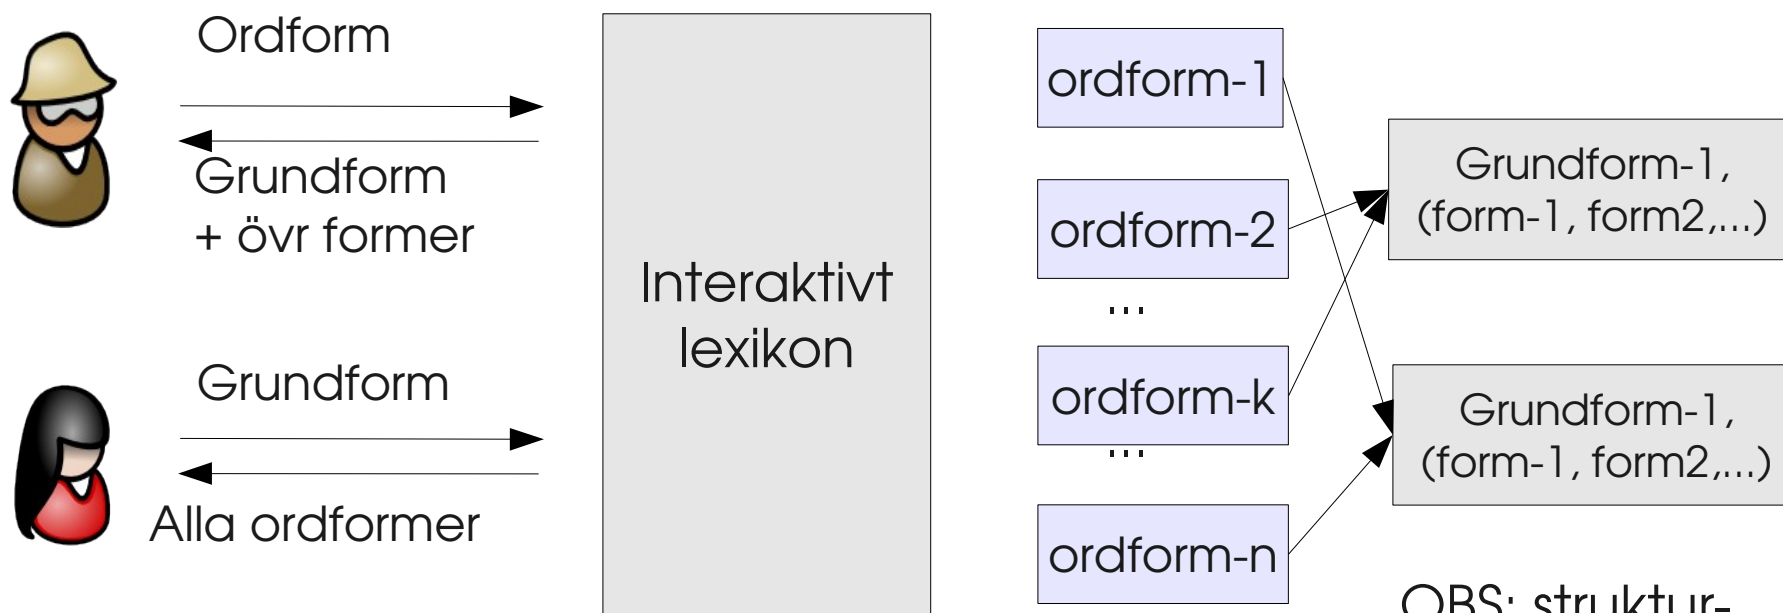 Ordform
Grundform
+ övr former
Grundform
Alla ordformer
Interaktivt
lexikon
ordform-1
ordform-2
...
ordform-k
...
ordform-n
Grundform-1,
(form-1, form2,...)
Grundform-1,
(form-1, form2,...)
OBS: struktur-